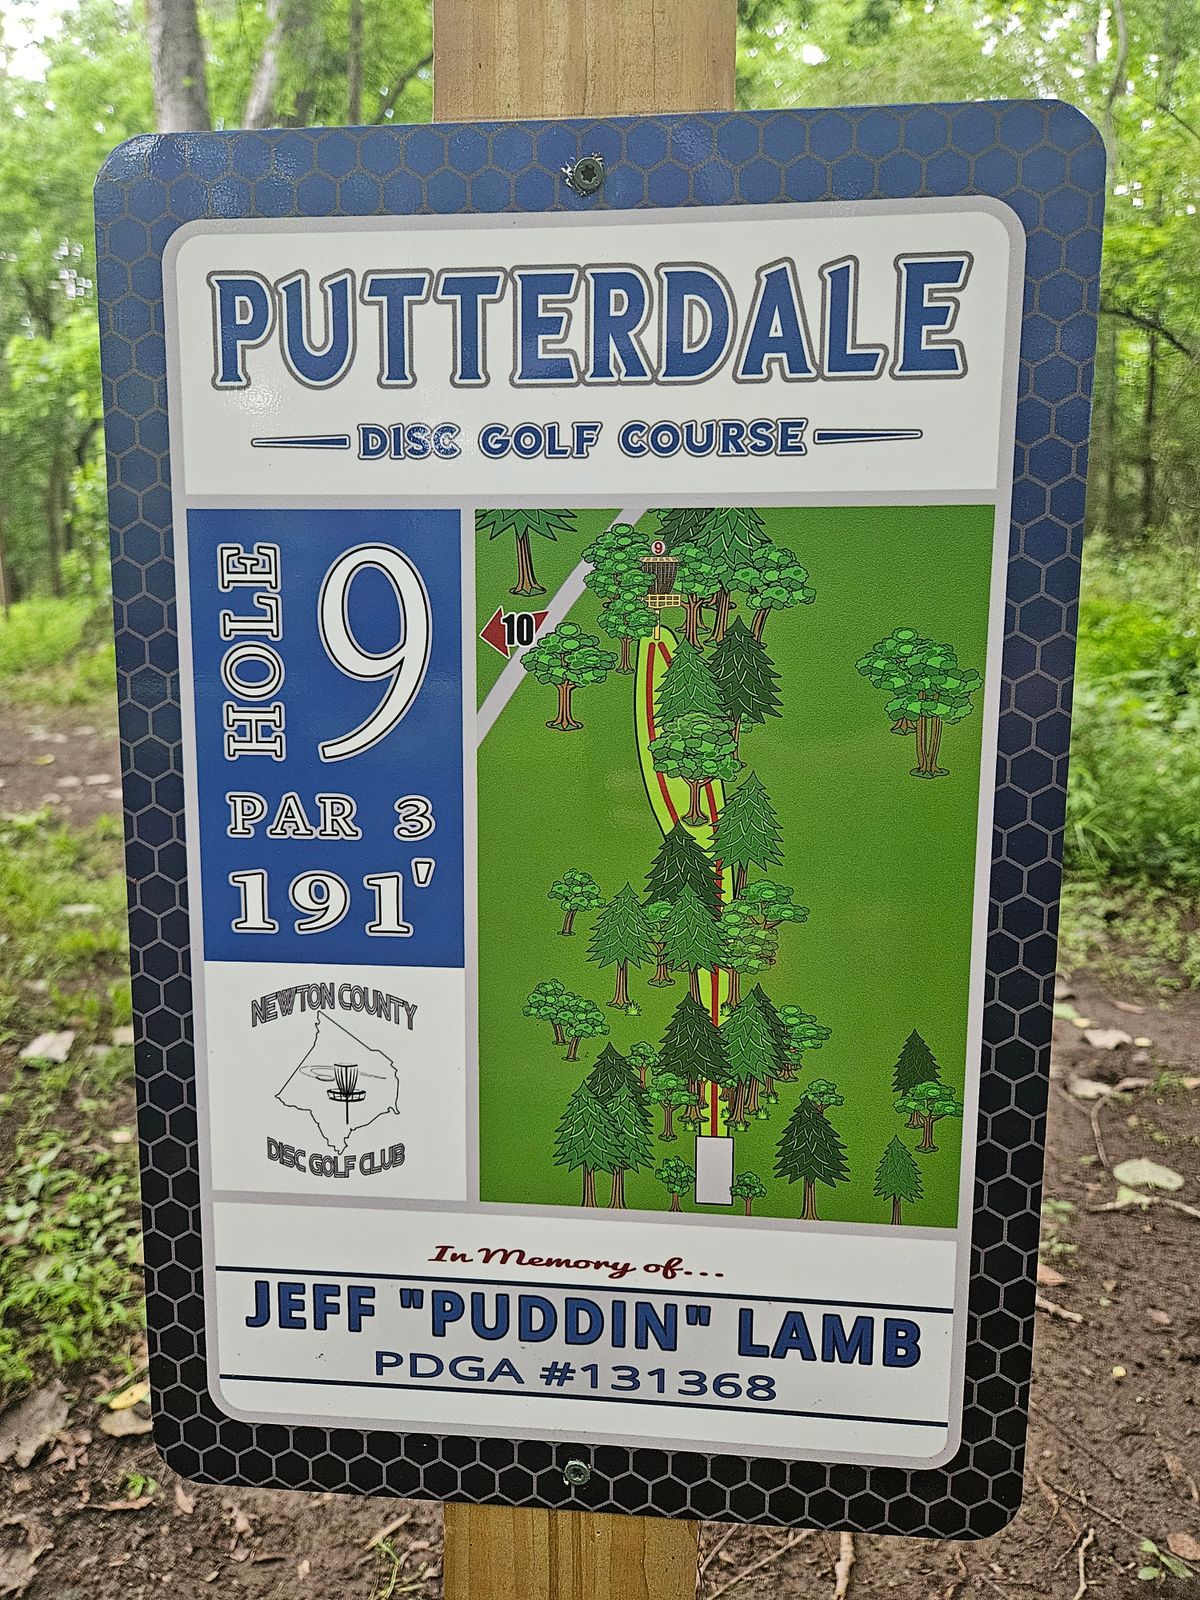 PUTTERDALE
DISC GOLF COURSE
HOLE 9
PAR 3
191'
9
10
NEWTON COUNTY
DISC GOLF CLUB
In Memory of...
JEFF "PUDDIN" LAMB
PDGA #131368